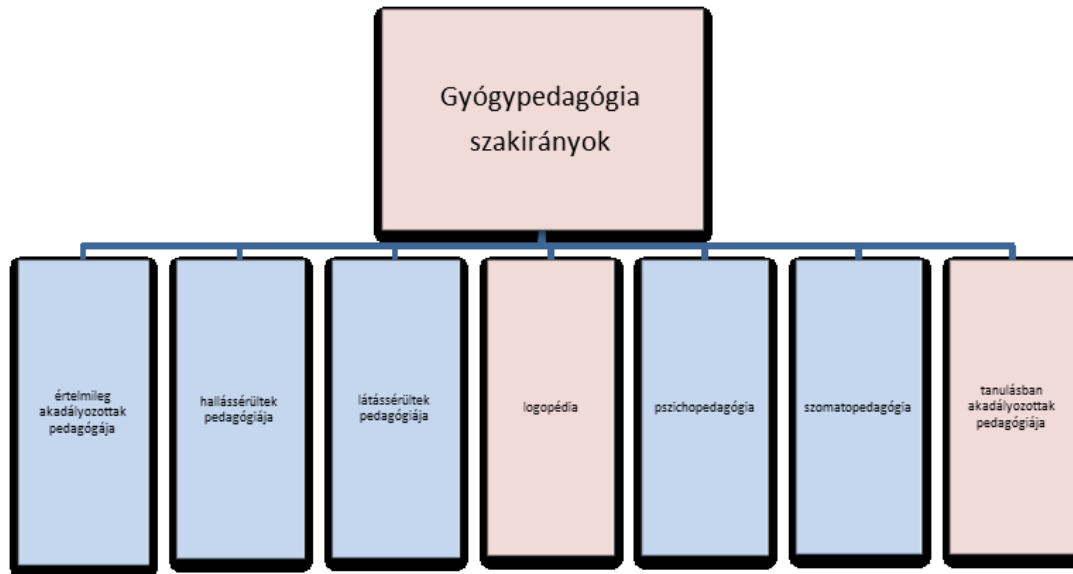 Gyógypedagógia
szakirányok
értelmileg
akadályozottak
pedagógája
hallássérültek
pedagógiája
látássérültek
pedagógiája
logopédia
pszichopedagógia
szomatopedagógia
tanulásban
akadályozottak
pedagógiája